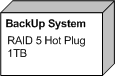 BackUp System
RAID 5 Hot Plug
1TB